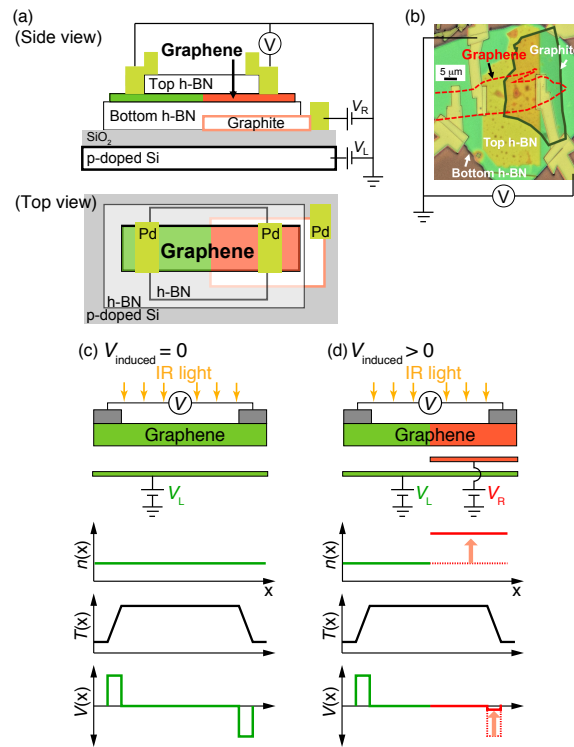 (a)
(Side view)
Graphene
V
Top h-BN
Bottom h-BN
Graphite
V_R
SiO₂
p-doped Si
V_L
(Top view)
Pd
Graphene
Pd
Pd
h-BN
h-BN
p-doped Si
(b)
Graphene
Graphite
5 μm
Top h-BN
Bottom h-BN
V
(c) V_induced = 0
IR light
V
Graphene
V_L
n(x)
x
T(x)
V(x)
(d) V_induced > 0
IR light
V
Graphene
V_L
V_R
n(x)
x
T(x)
V(x)